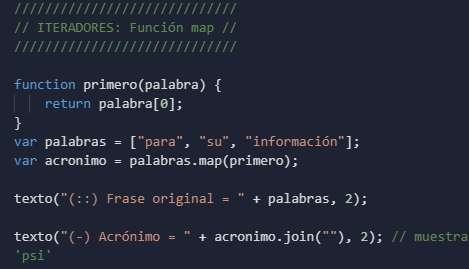 /////////////////////////////
// ITERADORES: Función map //
/////////////////////////////
function primero(palabra) {
    return palabra[0];
}
var palabras = ["para", "su", "información"];
var acronimo = palabras.map(primero);
texto("(::) Frase original = " + palabras, 2);
texto("(-) Acrónimo = " + acronimo.join(""), 2); // muestra
'psi'